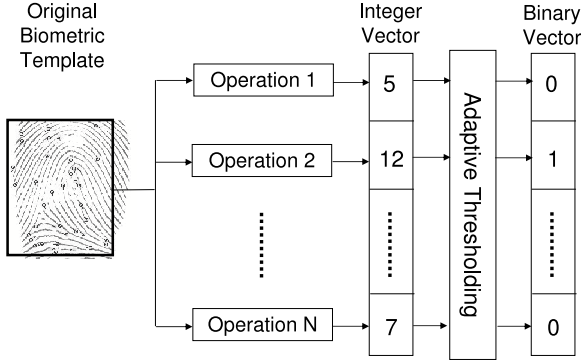 Original
Biometric
Template
Integer
Vector
Binary
Vector
Operation 1
5
0
Operation 2
12
1
Adaptive Thresholding
Operation N
7
0